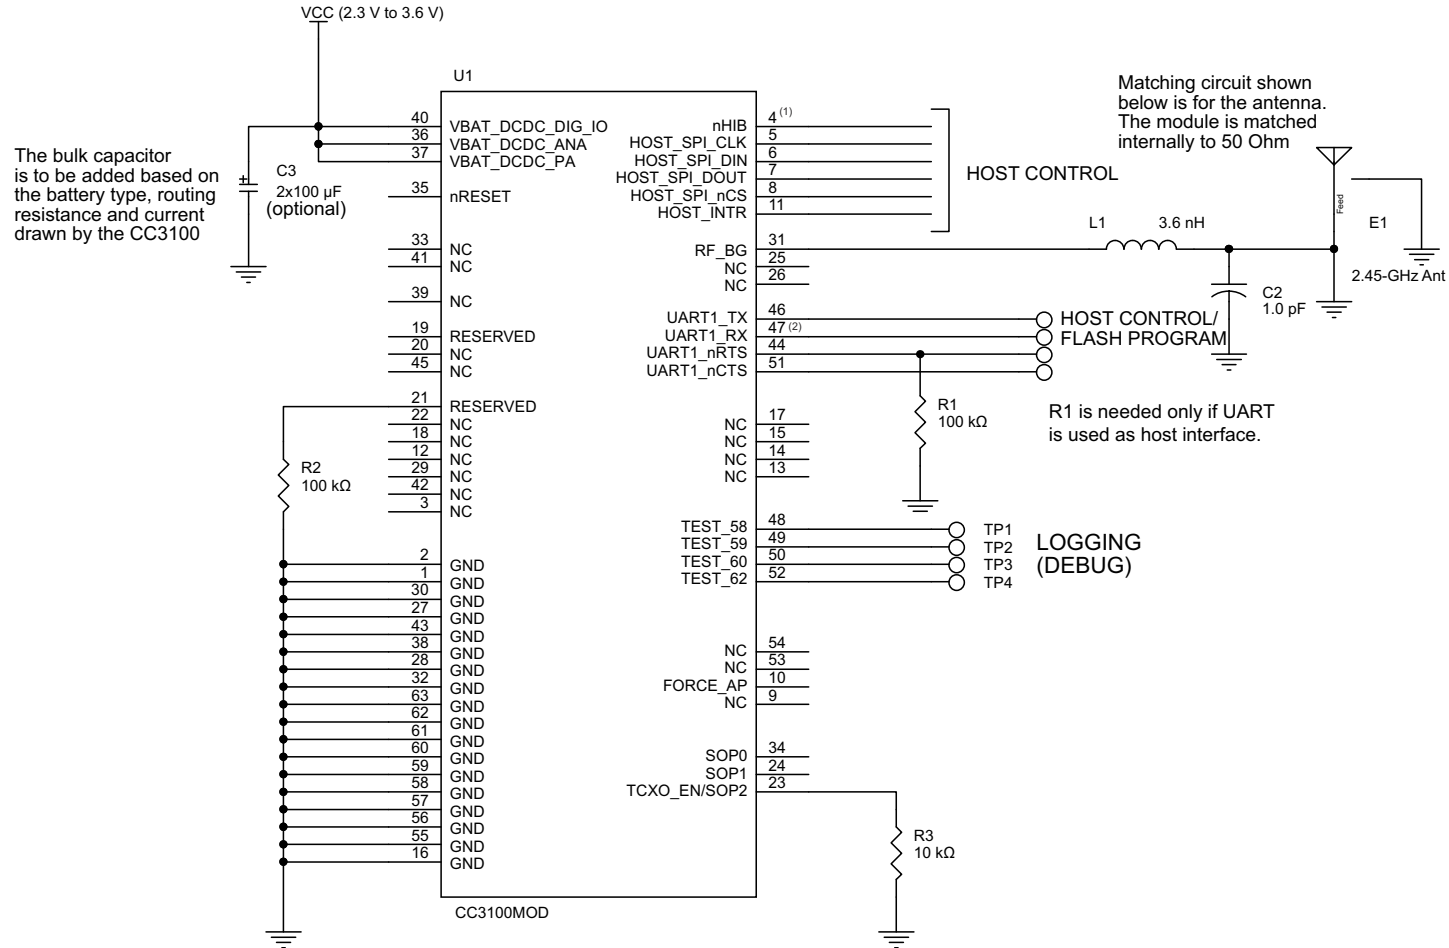 VCC (2.3 V to 3.6 V)
U1
Matching circuit shown
below is for the antenna.
The module is matched
internally to 50 Ohm
The bulk capacitor
is to be added based on
the battery type, routing
resistance and current
drawn by the CC3100
+
C3
2x100 µF
(optional)
40 VBAT_DCDC_DIG_IO
36 VBAT_DCDC_ANA
37 VBAT_DCDC_PA
35 nRESET
33 NC
41 NC
39 NC
19 RESERVED
20 NC
45 NC
21 RESERVED
22 NC
18 NC
12 NC
29 NC
42 NC
3 NC
R2
100 kΩ
2 GND
1 GND
30 GND
27 GND
43 GND
38 GND
28 GND
32 GND
63 GND
62 GND
61 GND
60 GND
59 GND
58 GND
57 GND
56 GND
55 GND
16 GND
nHIB 4 (1)
HOST_SPI_CLK 5
HOST_SPI_DIN 6
HOST_SPI_DOUT 7
HOST_SPI_nCS 8
HOST_INTR 11
HOST CONTROL
RF_BG 31
NC 25
NC 26
L1 3.6 nH
Feed
E1
2.45-GHz Ant
C2
1.0 pF
UART1_TX 46
UART1_RX 47 (2)
UART1_nRTS 44
UART1_nCTS 51
HOST CONTROL/
FLASH PROGRAM
R1
100 kΩ
R1 is needed only if UART
is used as host interface.
NC 17
NC 15
NC 14
NC 13
TEST_58 48 TP1
TEST_59 49 TP2
TEST_60 50 TP3
TEST_62 52 TP4
LOGGING
(DEBUG)
NC 54
NC 53
FORCE_AP 10
NC 9
SOP0 34
SOP1 24
TCXO_EN/SOP2 23
R3
10 kΩ
CC3100MOD